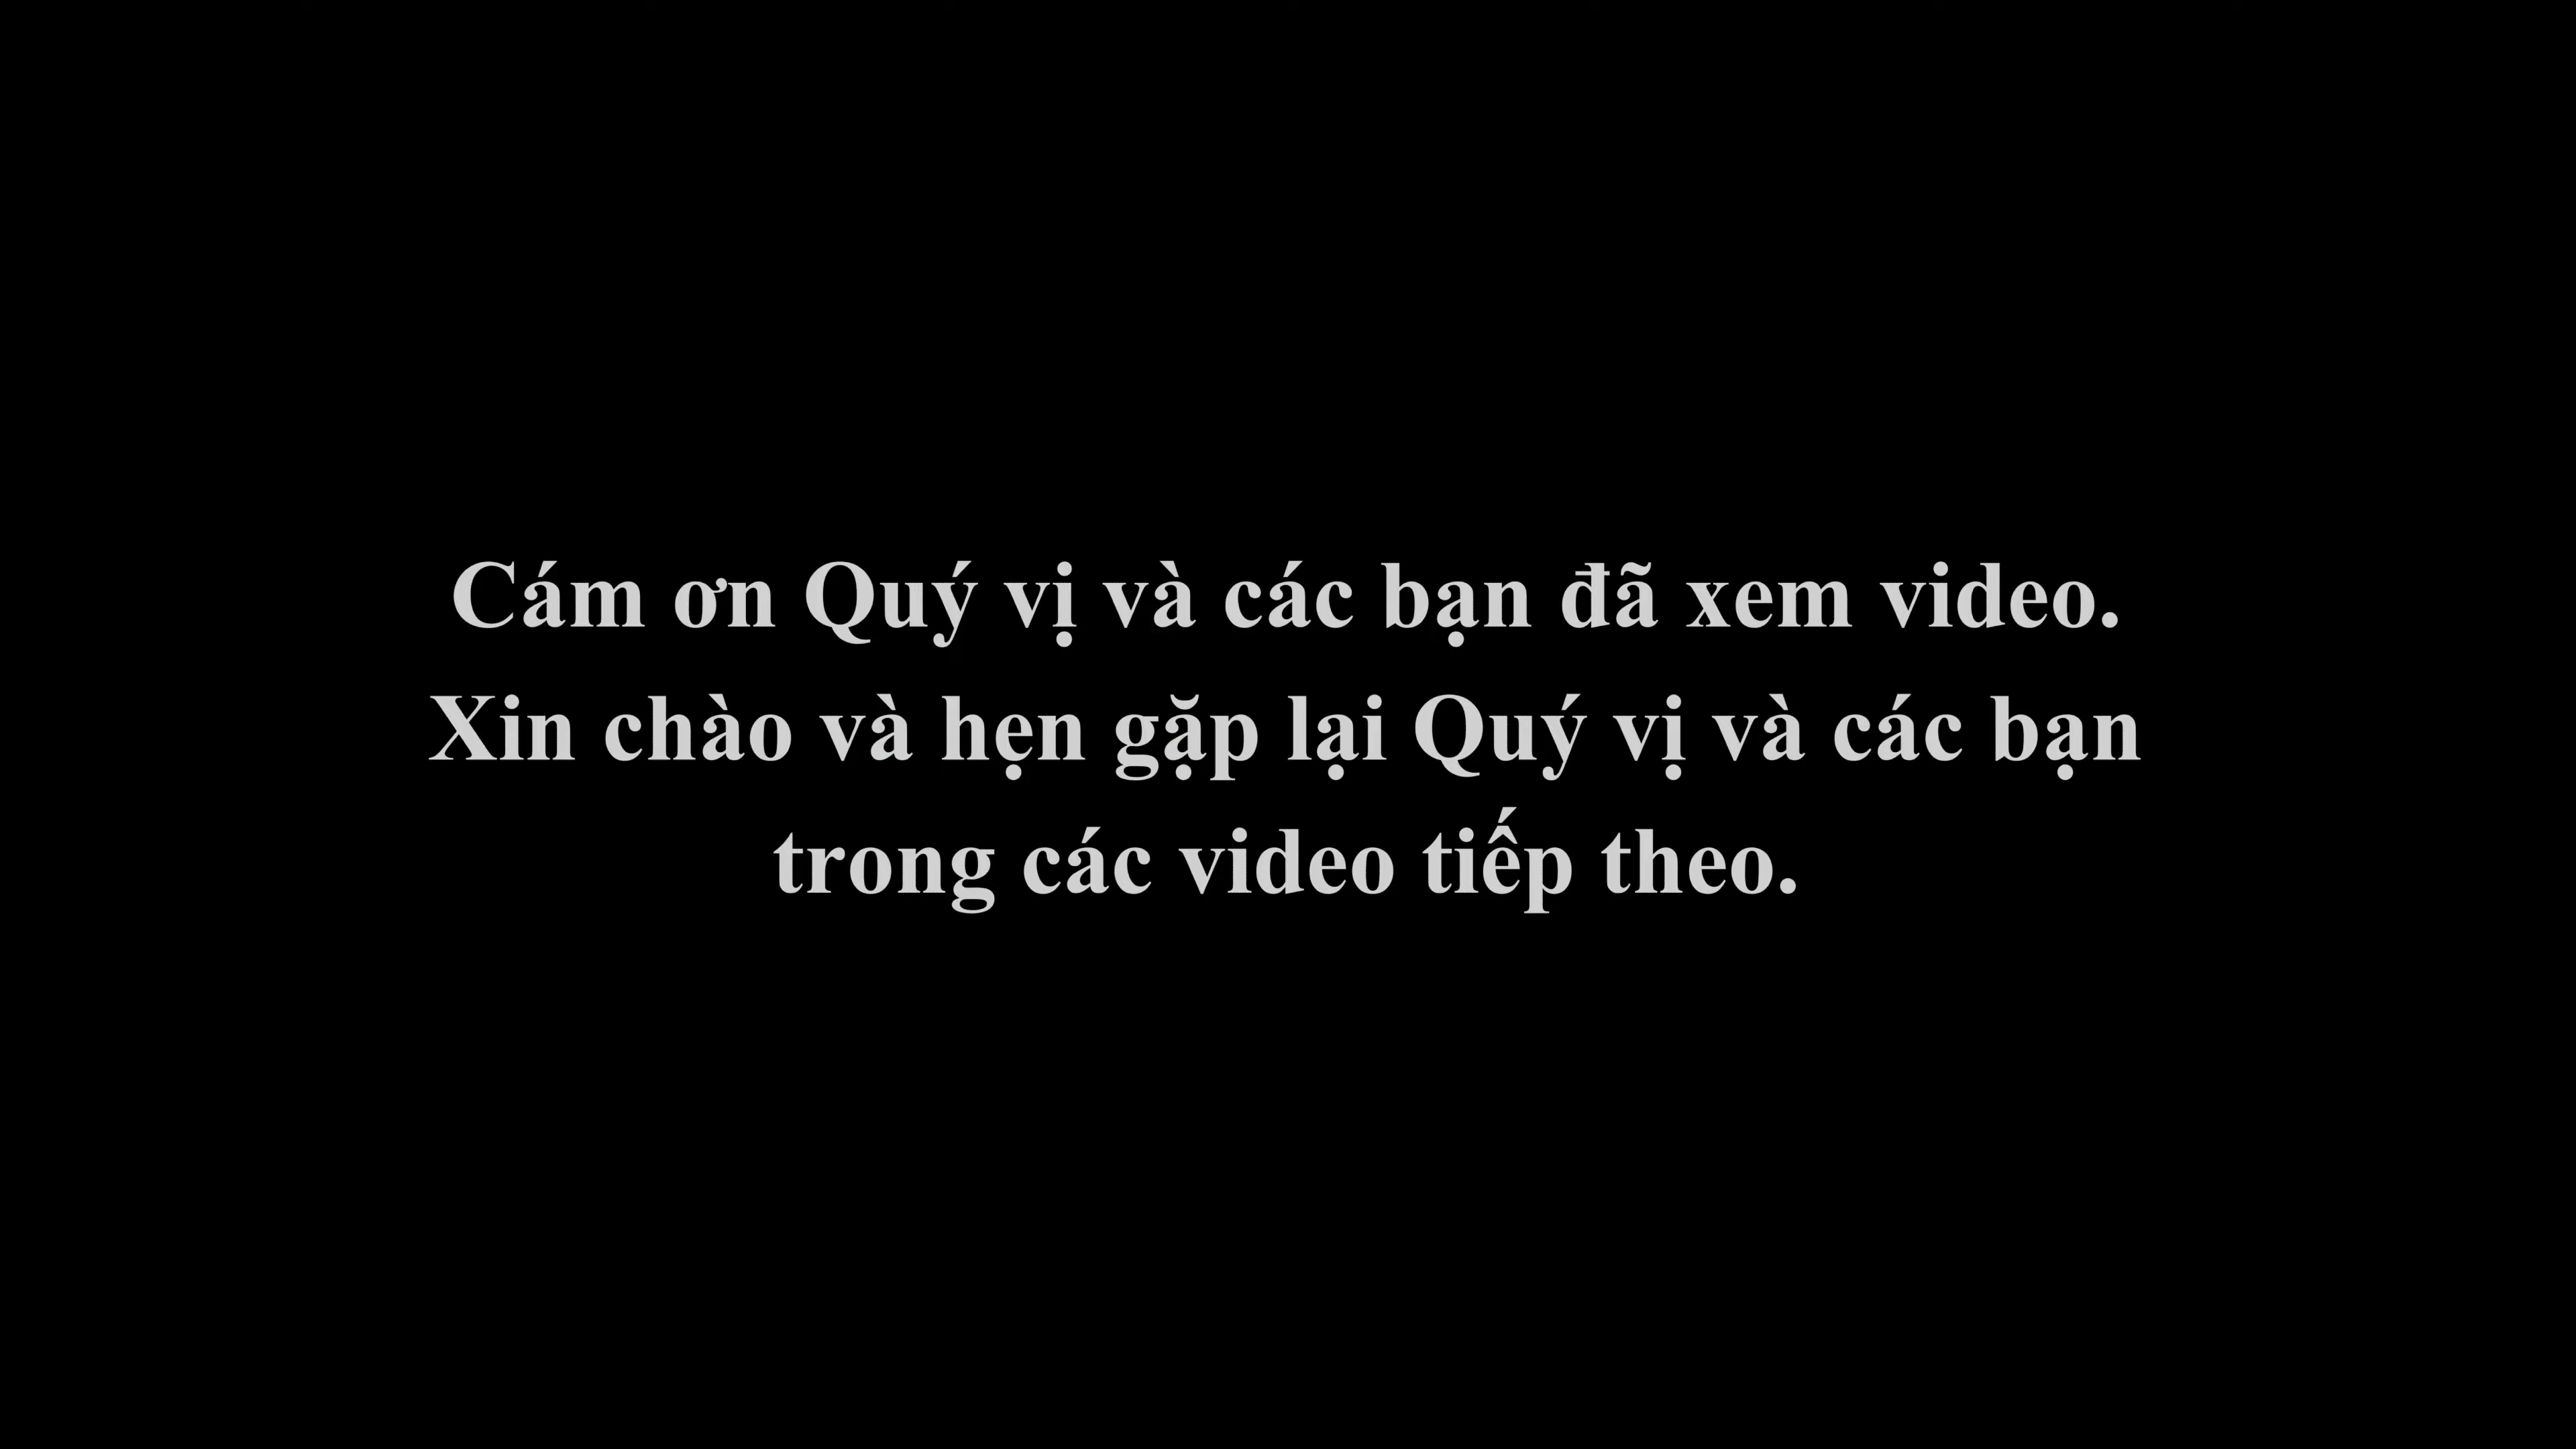 Cám ơn Quý vị và các bạn đã xem video.
Xin chào và hẹn gặp lại Quý vị và các bạn
trong các video tiếp theo.